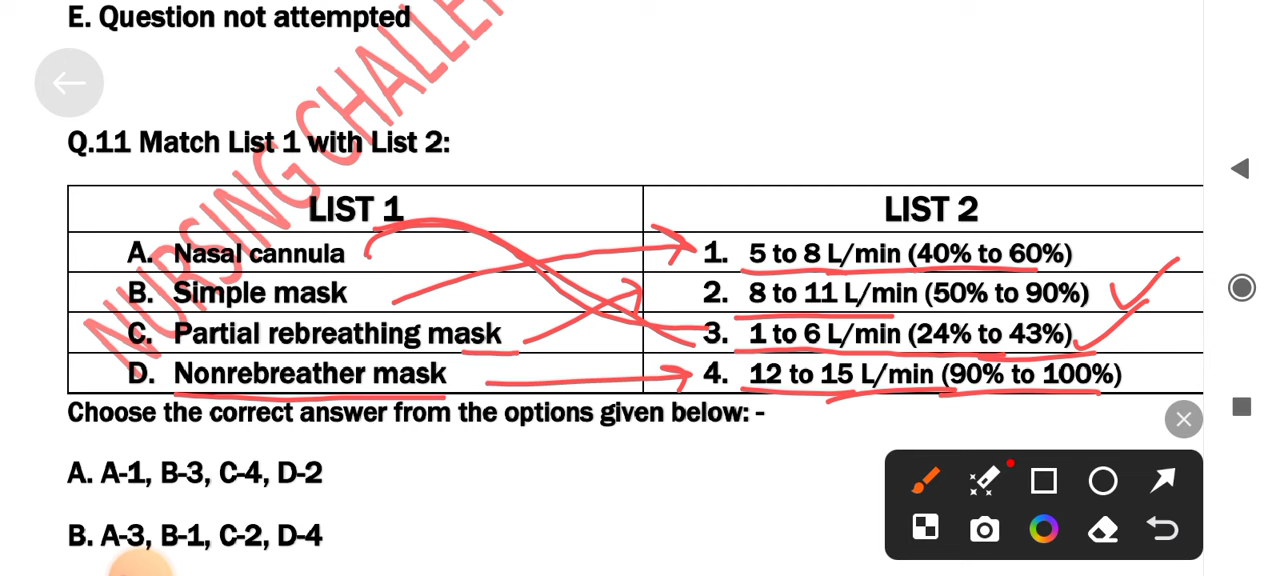 E. Question not attempted
Q.11 Match List 1 with List 2:
LIST 1 LIST 2
A. Nasal cannula 1. 5 to 8 L/min (40% to 60%)
B. Simple mask 2. 8 to 11 L/min (50% to 90%)
C. Partial rebreathing mask 3. 1 to 6 L/min (24% to 43%)
D. Nonrebreather mask 4. 12 to 15 L/min (90% to 100%)
Choose the correct answer from the options given below: -
A. A-1, B-3, C-4, D-2
B. A-3, B-1, C-2, D-4
NURSING CHALLE